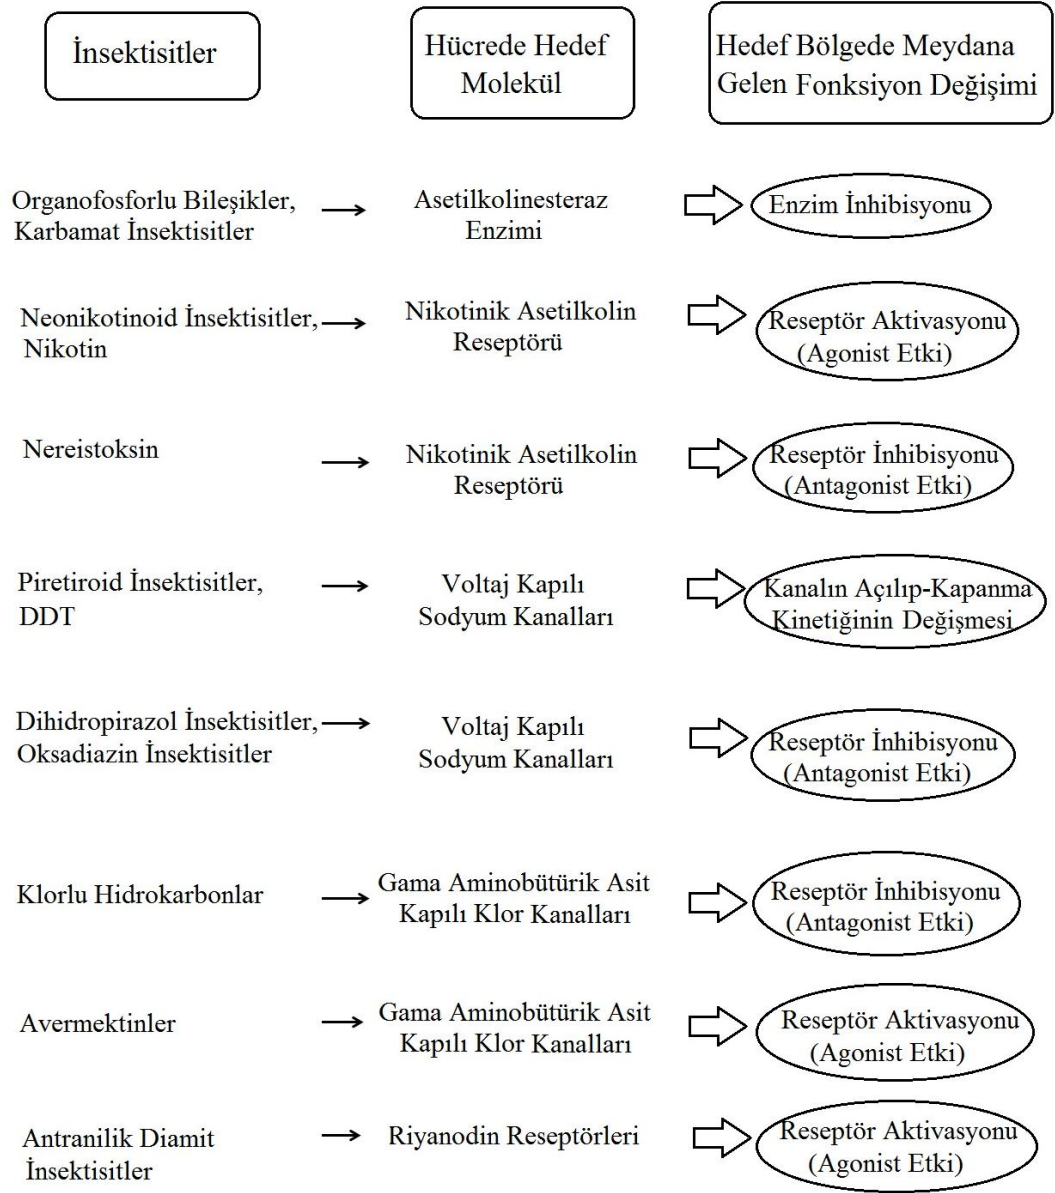 İnsektisitler
Hücrede Hedef
Molekül
Hedef Bölgede Meydana
Gelen Fonksiyon Değişimi
Organofosforlu Bileşikler,
Karbamat İnsektisitler
Asetilkolinesteraz
Enzimi
Enzim İnhibisyonu
Neonikotinoid İnsektisitler,
Nikotin
Nikotinik Asetilkolin
Reseptörü
Reseptör Aktivasyonu
(Agonist Etki)
Nereistoksin
Nikotinik Asetilkolin
Reseptörü
Reseptör İnhibisyonu
(Antagonist Etki)
Piretiroid İnsektisitler,
DDT
Voltaj Kapılı
Sodyum Kanalları
Kanalın Açılıp-Kapanma
Kinetiğinin Değişmesi
Dihidropirazol İnsektisitler,
Oksadiazin İnsektisitler
Voltaj Kapılı
Sodyum Kanalları
Reseptör İnhibisyonu
(Antagonist Etki)
Klorlu Hidrokarbonlar
Gama Aminobütürik Asit
Kapılı Klor Kanalları
Reseptör İnhibisyonu
(Antagonist Etki)
Avermektinler
Gama Aminobütürik Asit
Kapılı Klor Kanalları
Reseptör Aktivasyonu
(Agonist Etki)
Antranilik Diamit
İnsektisitler
Riyanodin Reseptörleri
Reseptör Aktivasyonu
(Agonist Etki)